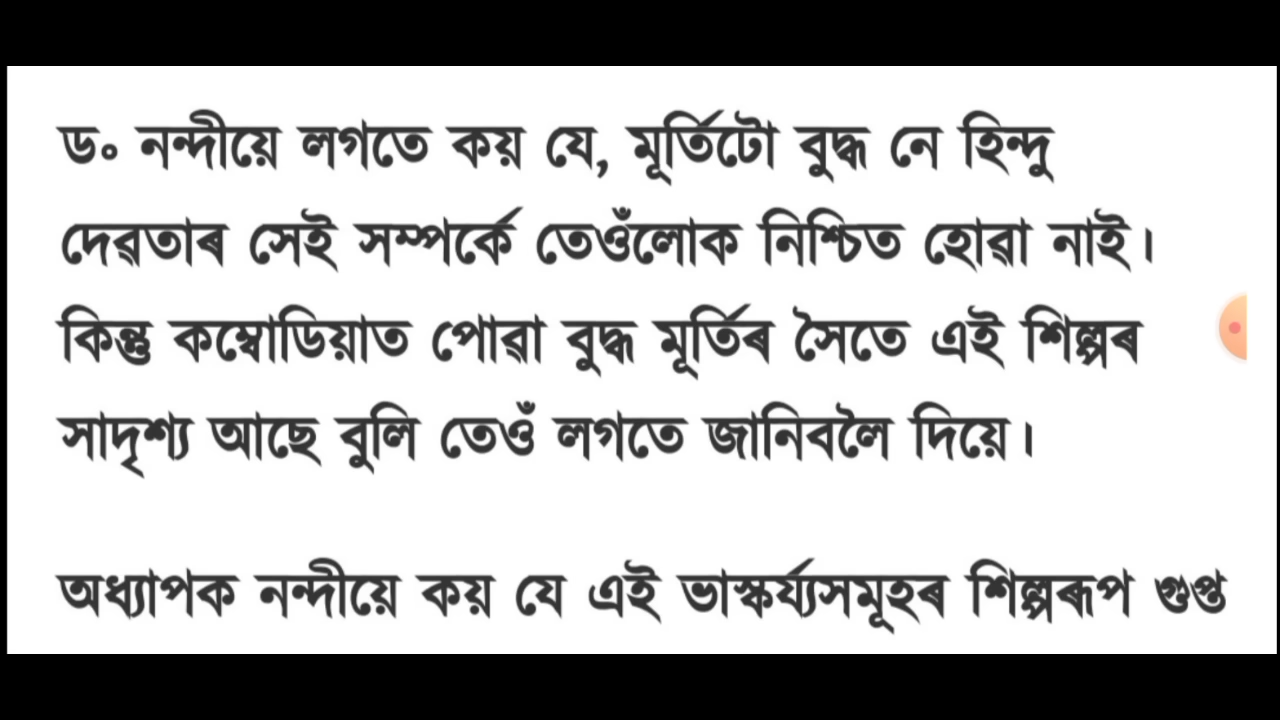 ড॰ নন্দীয়ে লগতে কয় যে, মূৰ্তিটো বুদ্ধ নে হিন্দু
দেৱতাৰ সেই সম্পৰ্কে তেওঁলোক নিশ্চিত হোৱা নাই।
কিন্তু কম্বোডিয়াত পোৱা বুদ্ধ মূৰ্তিৰ সৈতে এই শিল্পৰ
সাদৃশ্য আছে বুলি তেওঁ লগতে জানিবলৈ দিয়ে।
অধ্যাপক নন্দীয়ে কয় যে এই ভাস্কৰ্য্যসমূহৰ শিল্পৰূপ গুপ্ত